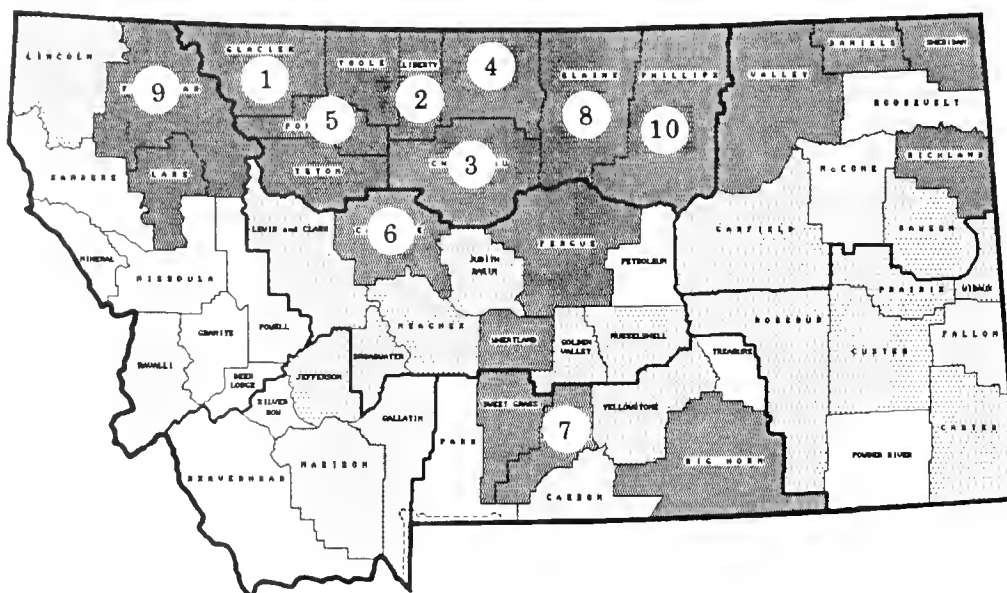 LINCOLN
GLACIER
1
TOOLE
LIBERTY
2
4
BLAINE
8
PHILLIPS
10
VALLEY
DANIELS
SHERIDAN
9
5
3
ROOSEVELT
RICHLAND
SANDERS
LAKE
TETON
6
LEWIS and CLARK
JUDITH
BASIN
FERGUS
PETROLEUM
GARFIELD
McCONE
DAWSON
MINERAL
MISSOULA
GRANITE
POWELL
RAVALLI
DEER
LODGE
SILVER
BOW
JEFFERSON
BROADWATER
MEAGHER
WHEATLAND
GOLDEN
VALLEY
MUSSELSHELL
TREASURE
ROSEBUD
PRAIRIE
WIBAUX
CUSTER
FALLON
GALLATIN
PARK
SWEET GRASS
7
YELLOWSTONE
BIG HORN
CARBON
POWDER RIVER
CARTER
BEAVERHEAD
MADISON